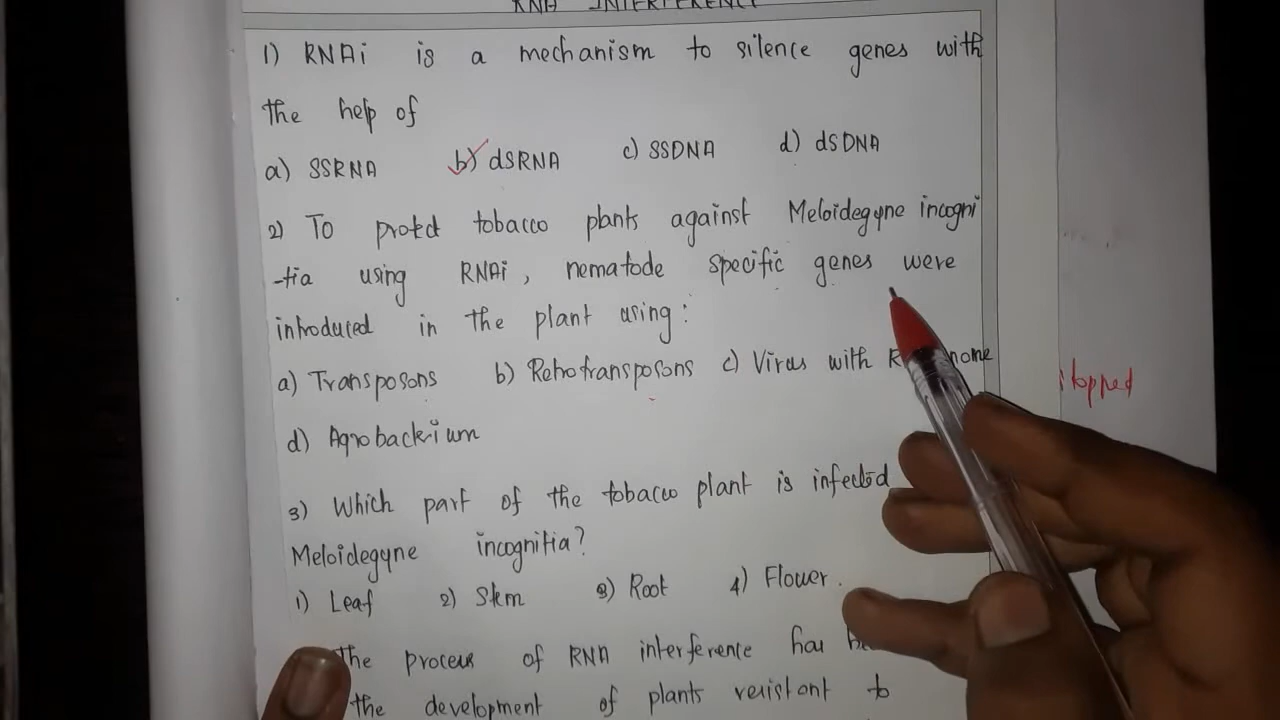 RNA INTERFERENCE
1) RNAi is a mechanism to silence genes with
the help of
a) SSRNA b) dSRNA c) SSDNA d) dSDNA
2) To protect tobacco plants against Meloidegyne incogni
-tia using RNAi, nematode specific genes were
introduced in the plant using:
a) Transposons b) Retrotransposons c) Virus with
stopped
d) Agrobacterium
3) Which part of the tobacco plant is infected
Meloidegyne incognitia?
1) Leaf 2) Stem 3) Root 4) Flower.
the process of RNA interference has
the development of plants resistant to